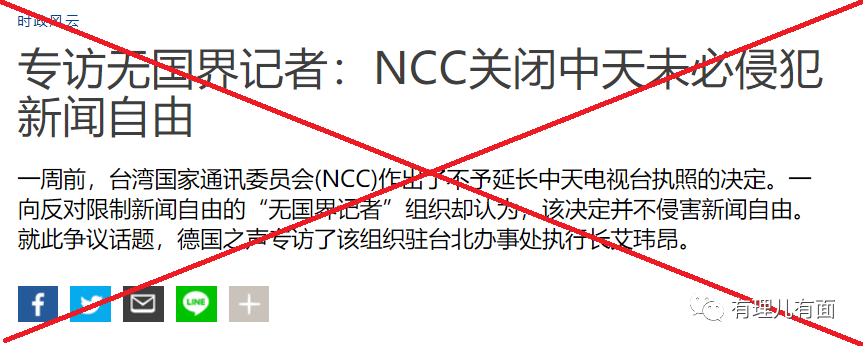 时政风云
专访无国界记者：NCC关闭中天未必侵犯
新闻自由
一周前，台湾国家通讯委员会(NCC)作出了不予延长中天电视台执照的决定。一
向反对限制新闻自由的“无国界记者”组织却认为，该决定并不侵害新闻自由。
就此争议话题，德国之声专访了该组织驻台北办事处执行长艾玮昂。
LINE
有理儿有面